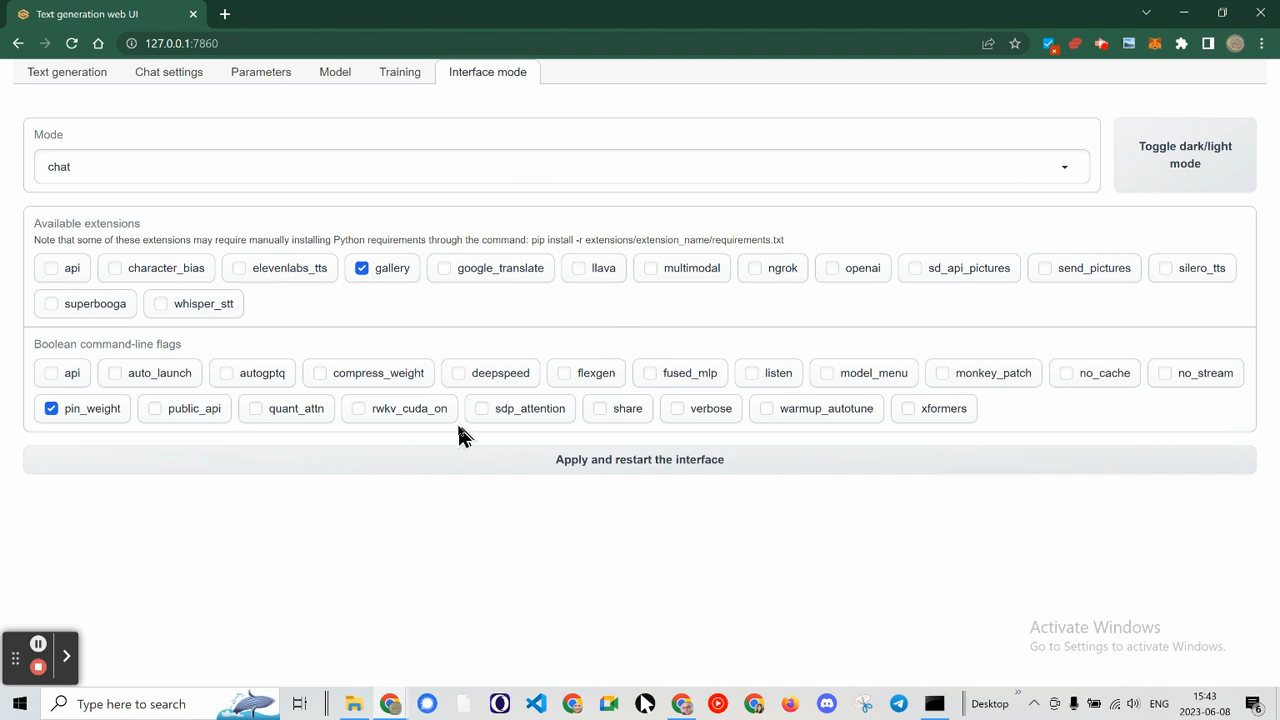 Text generation web UI
127.0.0.1:7860
Text generation Chat settings Parameters Model Training Interface mode
Mode
chat
Toggle dark/light mode
Available extensions
Note that some of these extensions may require manually installing Python requirements through the command: pip install -r extensions/extension_name/requirements.txt
api character_bias elevenlabs_tts gallery google_translate llava multimodal ngrok openai sd_api_pictures send_pictures silero_tts
superbooga whisper_stt
Boolean command-line flags
api auto_launch autogptq compress_weight deepspeed flexgen fused_mlp listen model_menu monkey_patch no_cache no_stream
pin_weight public_api quant_attn rwkv_cuda_on sdp_attention share verbose warmup_autotune xformers
Apply and restart the interface
Activate Windows
Go to Settings to activate Windows.
Type here to search
Desktop
ENG
15:43
2023-06-08
6